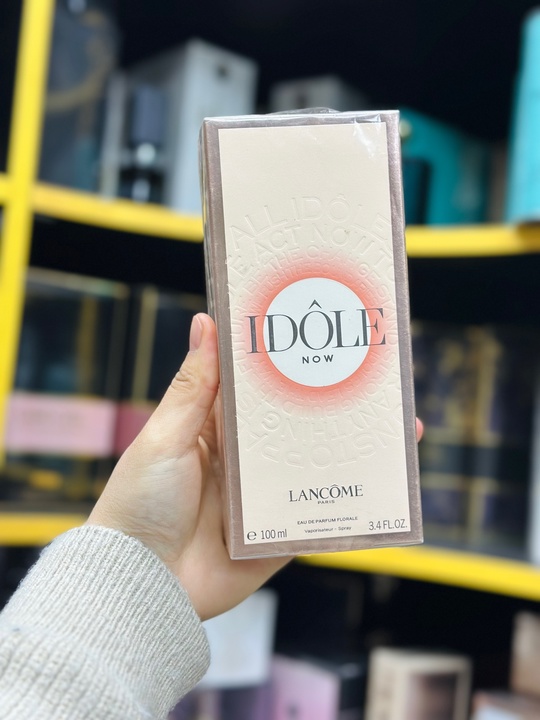 IDÔLE
NOW
LANCÔME
PARIS
EAU DE PARFUM FLORALE
Vaporisateur - Spray
℮ 100 ml 3.4 FL.OZ.